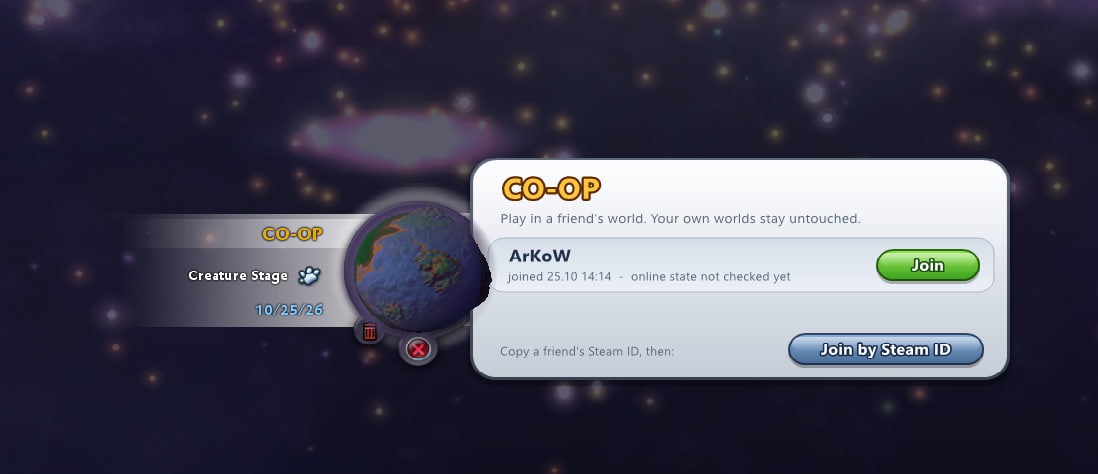 CO-OP
Creature Stage
10/25/26
CO-OP
Play in a friend's world. Your own worlds stay untouched.
ArKoW
joined 25.10 14:14 - online state not checked yet
Join
Copy a friend's Steam ID, then:
Join by Steam ID